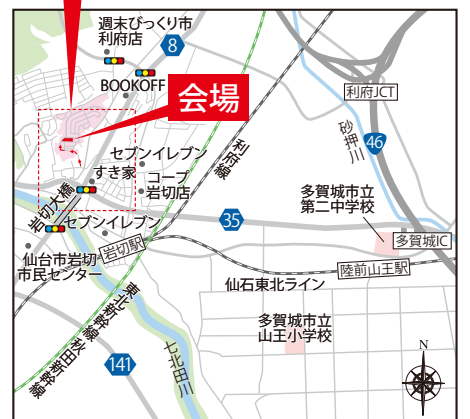 週末びっくり市
利府店
8
BOOKOFF
会場
利府JCT
セブンイレブン
すき家
コープ
岩切店
利府線
砂押川
46
岩切大橋
多賀城市立
第二中学校
35
セブンイレブン
岩切駅
多賀城IC
仙台市岩切
市民センター
陸前山王駅
仙石東北ライン
東北新幹線
秋田新幹線
七北田川
多賀城市立
山王小学校
141
N